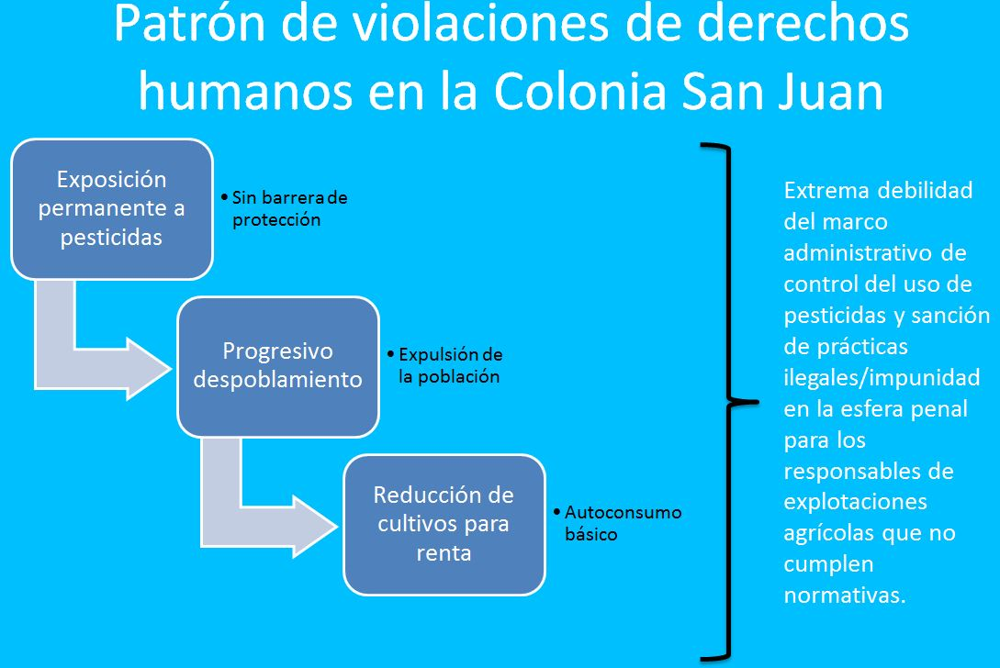 Patrón de violaciones de derechos
humanos en la Colonia San Juan
Exposición
permanente a
pesticidas
• Sin barrera de
protección
Progresivo
despoblamiento
• Expulsión de
la población
Reducción de
cultivos para
renta
• Autoconsumo
básico
Extrema debilidad
del marco
administrativo de
control del uso de
pesticidas y sanción
de prácticas
ilegales/impunidad
en la esfera penal
para los
responsables de
explotaciones
agrícolas que no
cumplen
normativas.